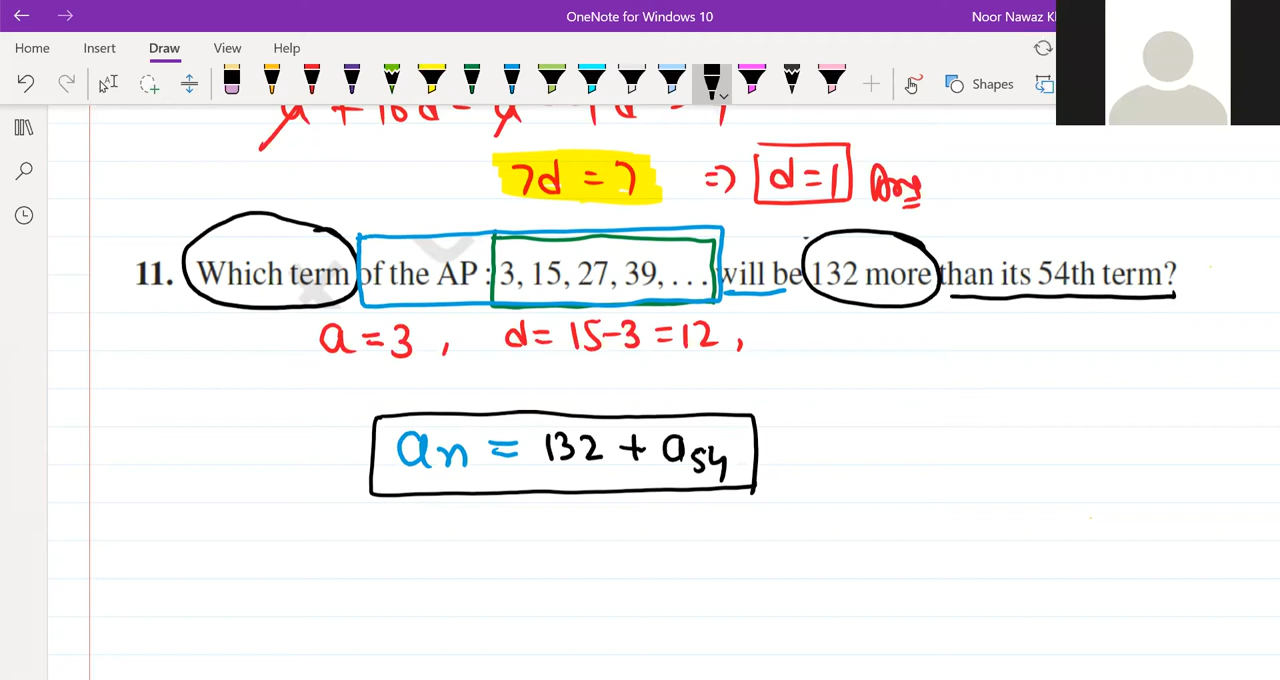 OneNote for Windows 10
Noor Nawaz Kh
Home Insert Draw View Help
Shapes
7d = 7 => d=1 Ans
11. Which term of the AP : 3, 15, 27, 39, . . . will be 132 more than its 54th term?
a = 3 , d = 15-3 = 12 ,
an = 132 + a54